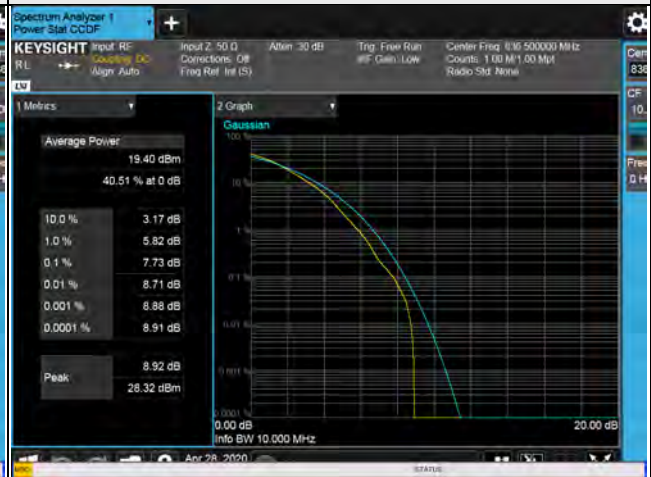 Spectrum Analyzer 1
Power Stat CCDF
KEYSIGHT
RL
Input: RF
Coupling: DC
Align: Auto
Input Z: 50 Ω
Corrections: Off
Freq Ref: Int (S)
Atten: 30 dB
Trig: Free Run
#IF Gain: Low
Center Freq: 836.500000 MHz
Counts: 1.00 M/1.00 Mpt
Radio Std: None
LW
1 Metrics
Average Power
19.40 dBm
40.51 % at 0 dB
10.0 % 3.17 dB
1.0 % 5.82 dB
0.1 % 7.73 dB
0.01 % 8.71 dB
0.001 % 8.88 dB
0.0001 % 8.91 dB
Peak
8.92 dB
28.32 dBm
2 Graph
Gaussian
100 %
10 %
1 %
0.1 %
0.01 %
0.001 %
0.0001 %
0.00 dB
20.00 dB
Info BW 10.000 MHz
Apr 28, 2020
MSG
STATUS
CF
10.